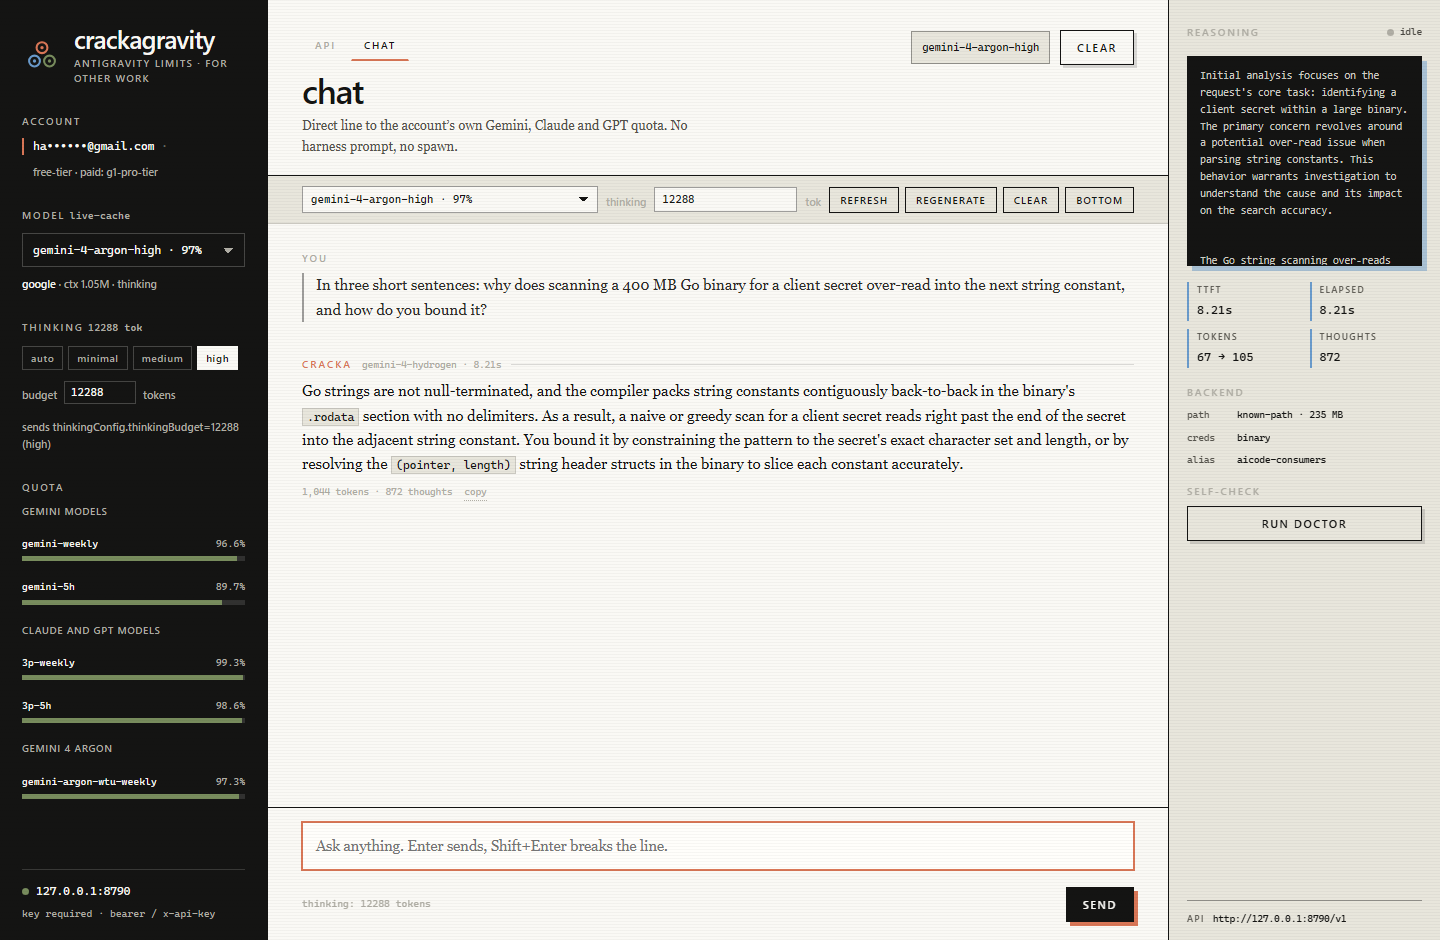 crackagravity
ANTIGRAVITY LIMITS · FOR
OTHER WORK
ACCOUNT
ha••••••@gmail.com ·
free-tier · paid: g1-pro-tier
MODEL live-cache
gemini-4-argon-high · 97%
google · ctx 1.05M · thinking
THINKING 12288 tok
auto minimal medium high
budget 12288 tokens
sends thinkingConfig.thinkingBudget=12288
(high)
QUOTA
GEMINI MODELS
gemini-weekly 96.6%
gemini-5h 89.7%
CLAUDE AND GPT MODELS
3p-weekly 99.3%
3p-5h 98.6%
GEMINI 4 ARGON
gemini-argon-wtu-weekly 97.3%
127.0.0.1:8790
key required · bearer / x-api-key
API CHAT
gemini-4-argon-high CLEAR
chat
Direct line to the account's own Gemini, Claude and GPT quota. No
harness prompt, no spawn.
gemini-4-argon-high · 97% thinking 12288 tok REFRESH REGENERATE CLEAR BOTTOM
YOU
In three short sentences: why does scanning a 400 MB Go binary for a client secret over-read into the next string constant,
and how do you bound it?
CRACKA gemini-4-hydrogen · 8.21s
Go strings are not null-terminated, and the compiler packs string constants contiguously back-to-back in the binary's
.rodata section with no delimiters. As a result, a naive or greedy scan for a client secret reads right past the end of the secret
into the adjacent string constant. You bound it by constraining the pattern to the secret's exact character set and length, or by
resolving the (pointer, length) string header structs in the binary to slice each constant accurately.
1,044 tokens · 872 thoughts copy
Ask anything. Enter sends, Shift+Enter breaks the line.
thinking: 12288 tokens
SEND
REASONING idle
Initial analysis focuses on the
request's core task: identifying a
client secret within a large binary.
The primary concern revolves around
a potential over-read issue when
parsing string constants. This
behavior warrants investigation to
understand the cause and its impact
on the search accuracy.
The Go string scanning over-reads
TTFT ELAPSED
8.21s 8.21s
TOKENS THOUGHTS
67 → 105 872
BACKEND
path known-path · 235 MB
creds binary
alias aicode-consumers
SELF-CHECK
RUN DOCTOR
API http://127.0.0.1:8790/v1